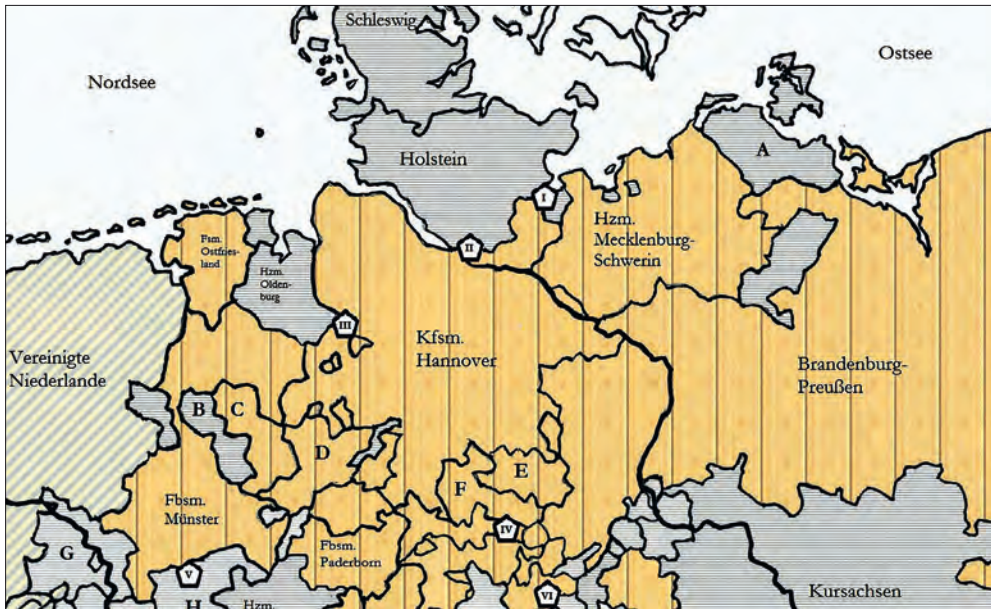 Schleswig
Ostsee
Nordsee
A
Holstein
I
Hzm.
Mecklenburg-
Schwerin
Fsm.
Ostfries-
land
II
Hzm.
Olden-
burg
III
Kfsm.
Hannover
Vereinigte
Niederlande
Brandenburg-
Preußen
B
C
D
E
F
Fbsm.
Münster
IV
Fbsm.
Paderborn
G
V
H
Hzm.
VI
Kursachsen